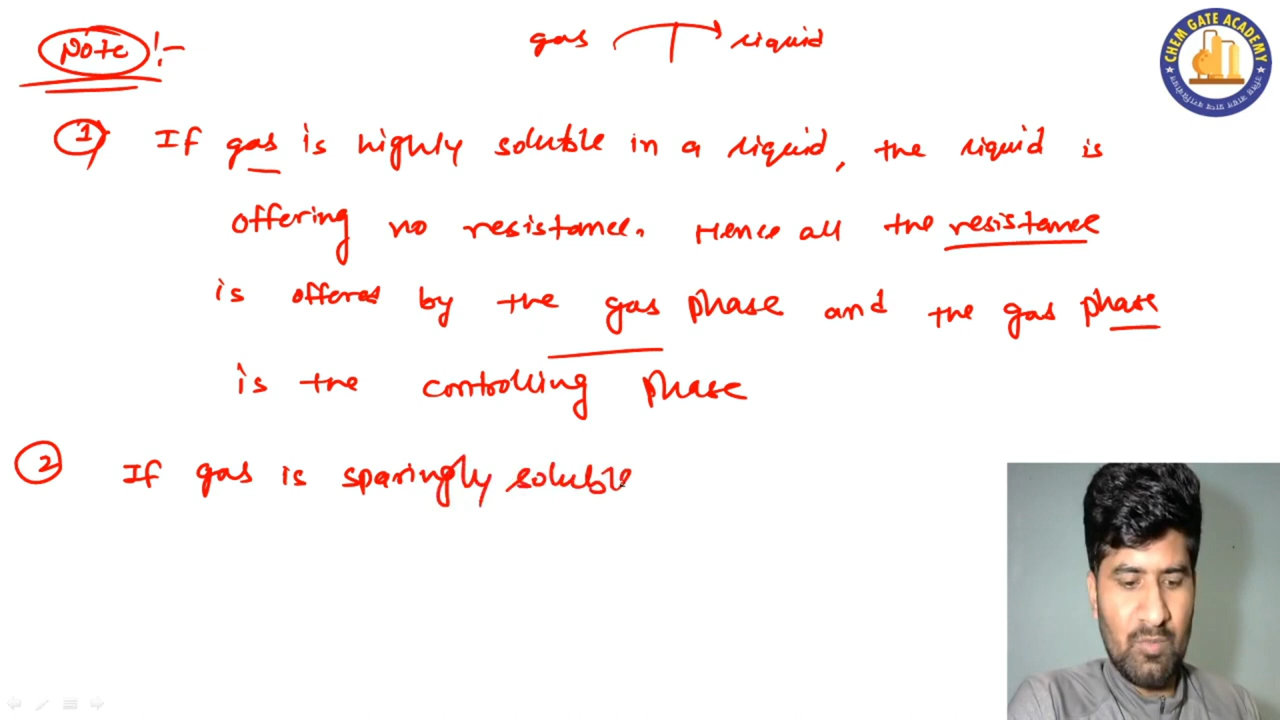 Note !-
gas liquid
CHEM GATE ACADEMY
1) If gas is highly soluble in a liquid, the liquid is
offering no resistance. Hence all the resistance
is offered by the gas phase and the gas phase
is the controlling phase
2 If gas is sparingly soluble